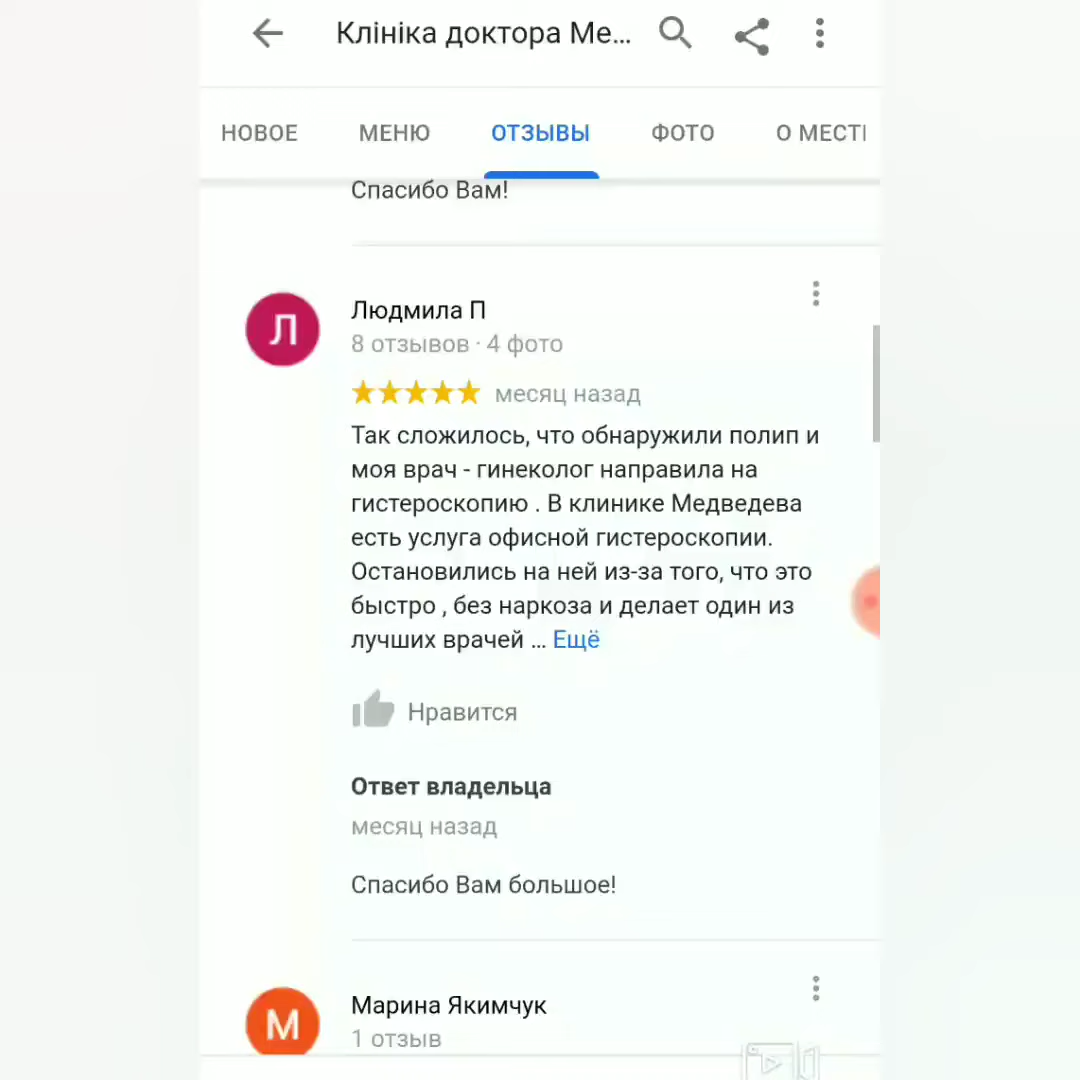 Клініка доктора Ме...
НОВОЕ МЕНЮ ОТЗЫВЫ ФОТО О МЕСТ
Спасибо Вам!
Л
Людмила П
8 отзывов · 4 фото
месяц назад
Так сложилось, что обнаружили полип и
моя врач - гинеколог направила на
гистероскопию . В клинике Медведева
есть услуга офисной гистероскопии.
Остановились на ней из-за того, что это
быстро , без наркоза и делает один из
лучших врачей ... Ещё
Нравится
Ответ владельца
месяц назад
Спасибо Вам большое!
М
Марина Якимчук
1 отзыв